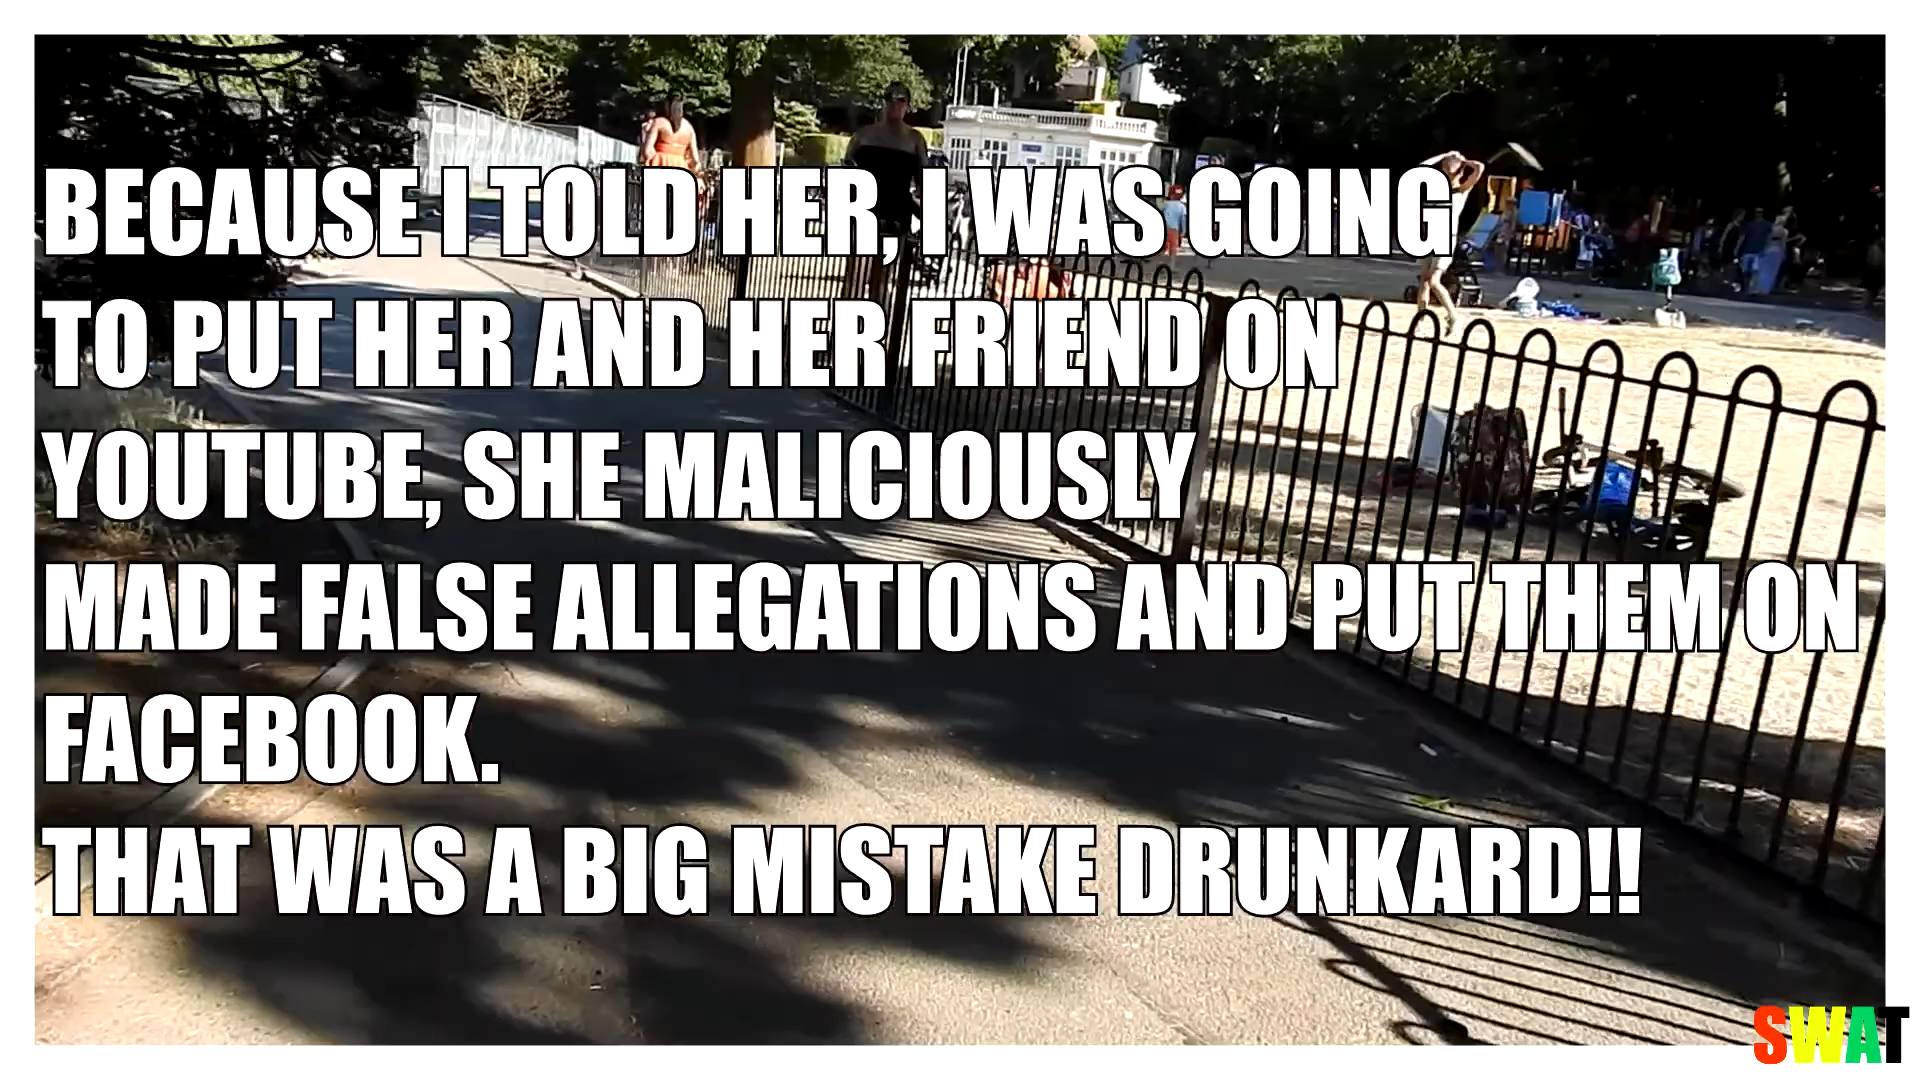 BECAUSE I TOLD HER, I WAS GOING
TO PUT HER AND HER FRIEND ON
YOUTUBE, SHE MALICIOUSLY
MADE FALSE ALLEGATIONS AND PUT THEM ON
FACEBOOK.
THAT WAS A BIG MISTAKE DRUNKARD!!
SWAT